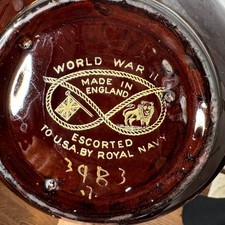 WORLD WAR II
MADE IN
ENGLAND
ESCORTED
TO U.S.A. BY ROYAL NAVY
3983